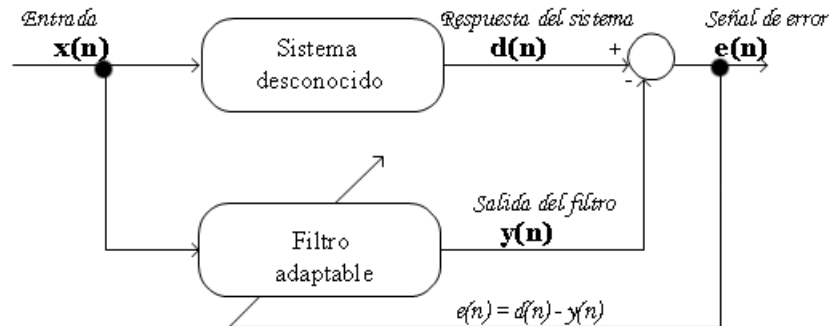 Entrada
x(n)
Sistema
desconocido
Respuesta del sistema
d(n)
+
-
Señal de error
e(n)
Filtro
adaptable
Salida del filtro
y(n)
e(n) = d(n) - y(n)